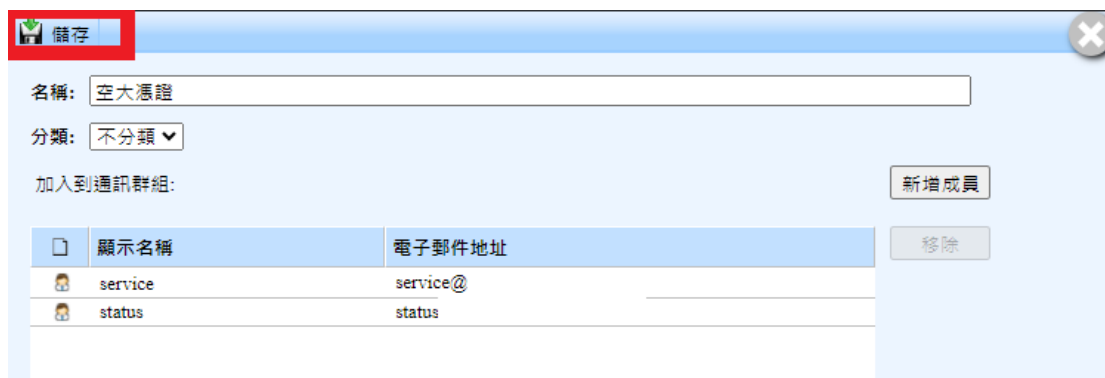 儲存
名稱: 空大憑證
分類: 不分類
加入到通訊群組: 新增成員
顯示名稱 電子郵件地址 移除
service service@
status status